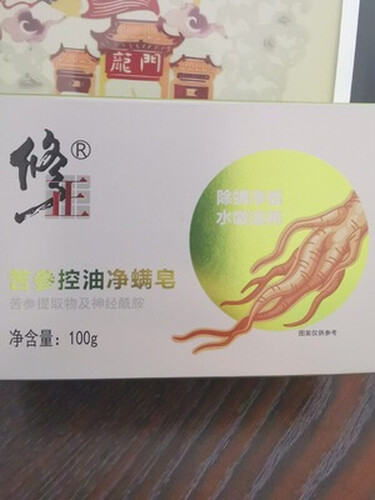 龍門
修正®
除螨净痘
水嫩滋养
苦参控油净螨皂
苦参提取物及神经酰胺
净含量：100g
图案仅供参考